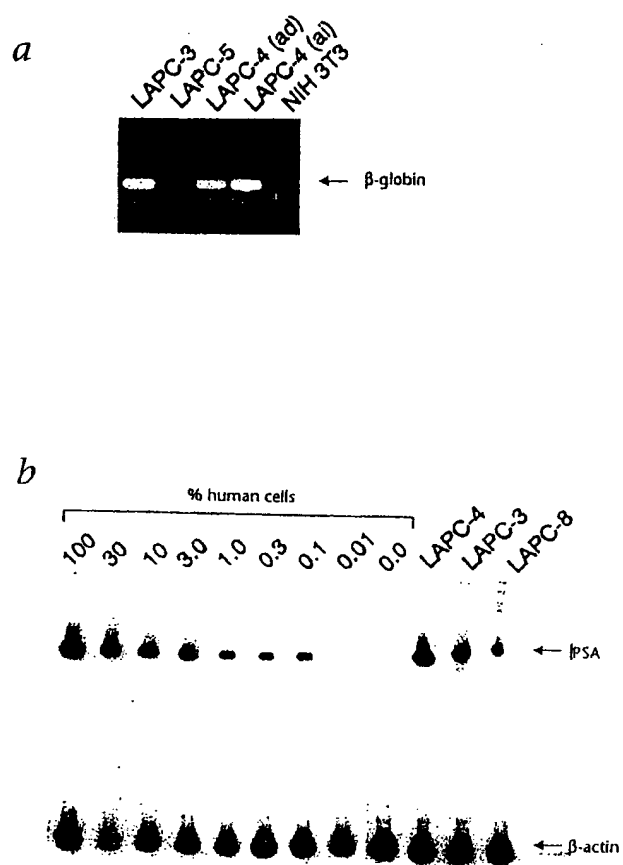 a
LAPC-3
LAPC-5
LAPC-4 (ad)
LAPC-4 (ai)
NIH 3T3
β-globin
b
% human cells
100
30
10
3.0
1.0
0.3
0.1
0.01
0.0
LAPC-4
LAPC-3
LAPC-8
PSA
β-actin